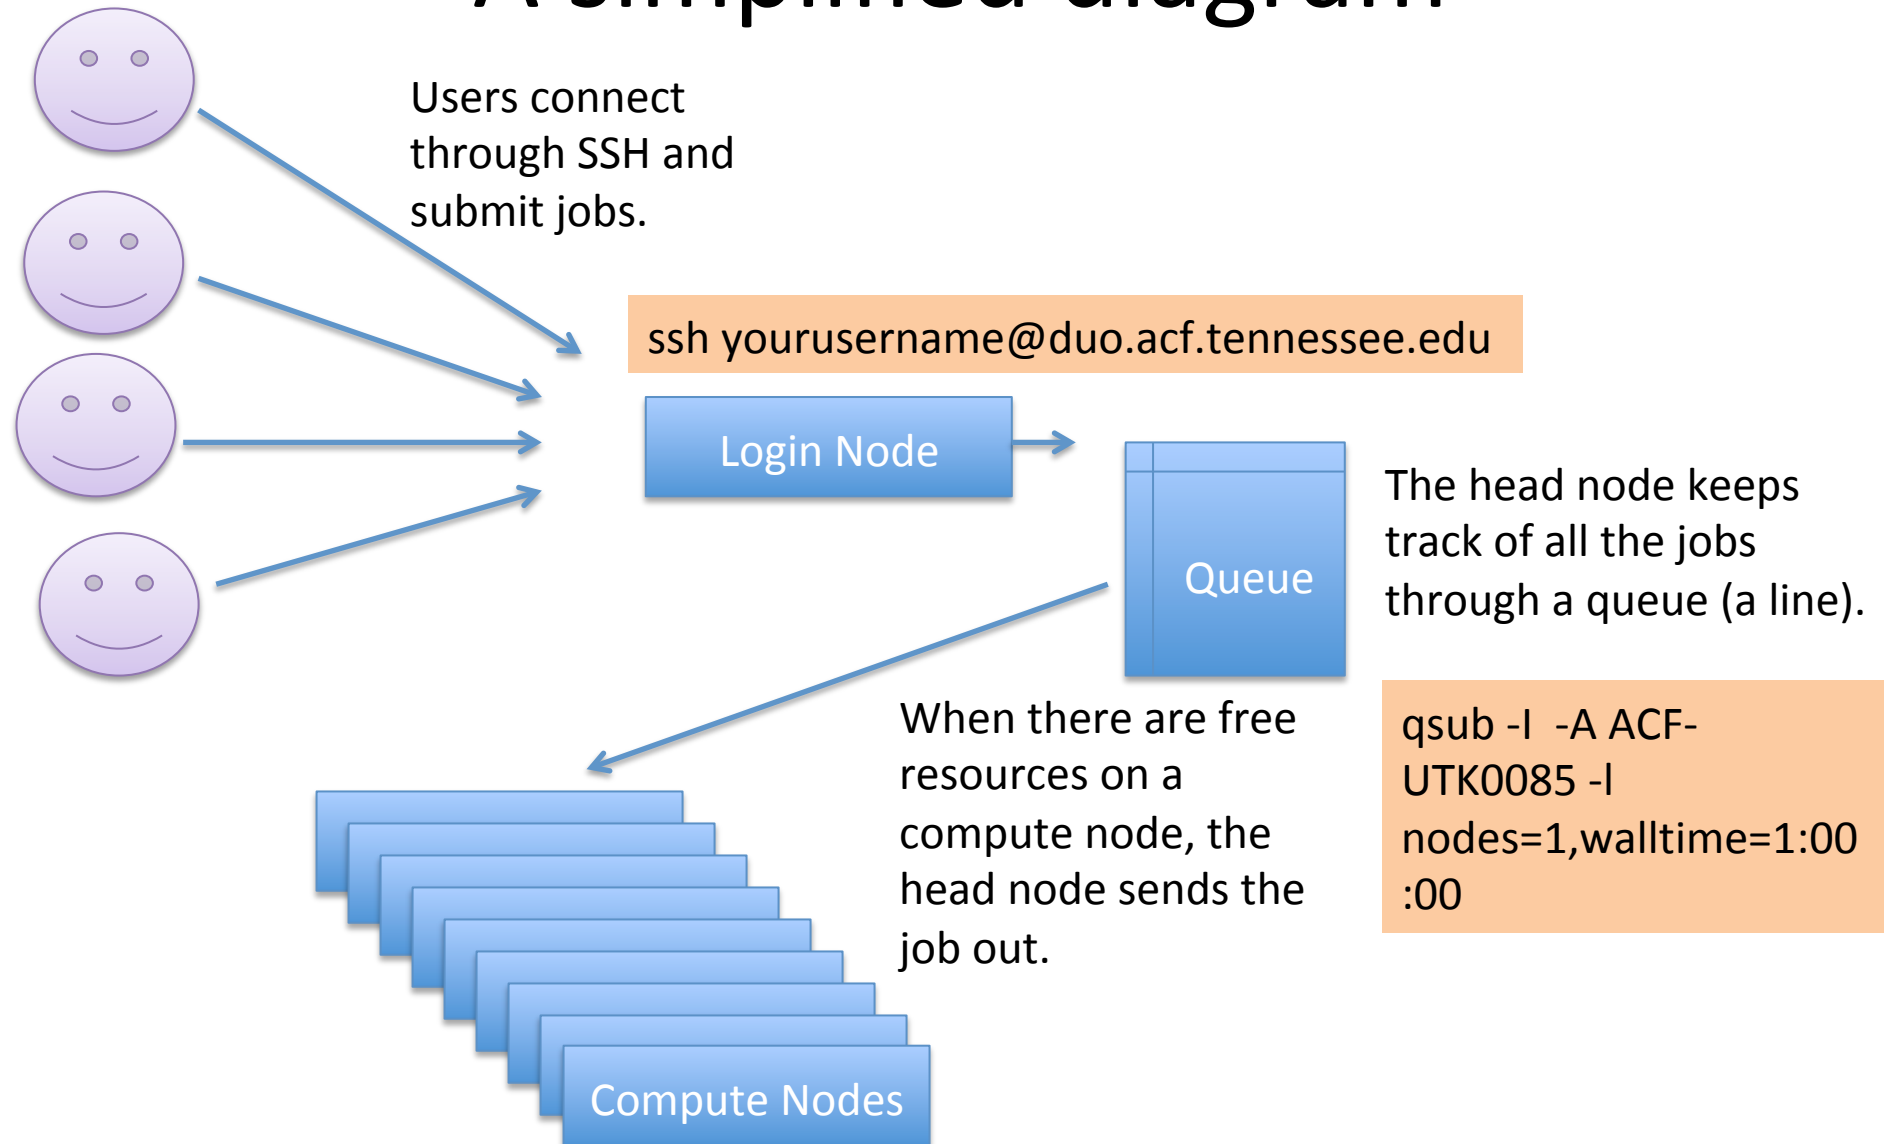 A simplified diagram
Users connect
through SSH and
submit jobs.
ssh yourusername@duo.acf.tennessee.edu
Login Node
Queue
The head node keeps
track of all the jobs
through a queue (a line).
When there are free
resources on a
compute node, the
head node sends the
job out.
qsub -I  -A ACF-
UTK0085 -l
nodes=1,walltime=1:00
:00
Compute Nodes